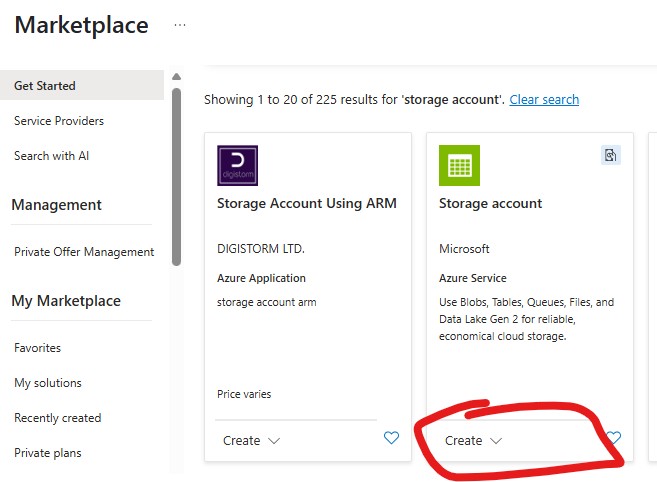 Marketplace ...
Get Started
Service Providers
Search with AI
Management
Private Offer Management
My Marketplace
Favorites
My solutions
Recently created
Private plans
Showing 1 to 20 of 225 results for 'storage account'. Clear search
digistorm
Storage Account Using ARM
DIGISTORM LTD.
Azure Application
storage account arm
Price varies
Create
Storage account
Microsoft
Azure Service
Use Blobs, Tables, Queues, Files, and
Data Lake Gen 2 for reliable,
economical cloud storage.
Create